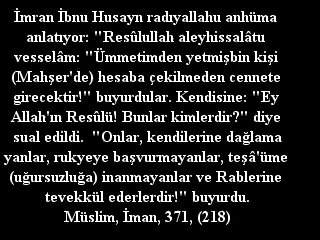 İmran İbnu Husayn radıyallahu anhüma
anlatıyor: "Resûlullah aleyhissalâtu
vesselâm: "Ümmetimden yetmişbin kişi
(Mahşer'de) hesaba çekilmeden cennete
girecektir!" buyurdular. Kendisine: "Ey
Allah'ın Resûlü! Bunlar kimlerdir?" diye
sual edildi. "Onlar, kendilerine dağlama
yanlar, rukyeye başvurmayanlar, teşâ'üme
(uğursuzluğa) inanmayanlar ve Rablerine
tevekkül ederlerdir!" buyurdu.
Müslim, İman, 371, (218)